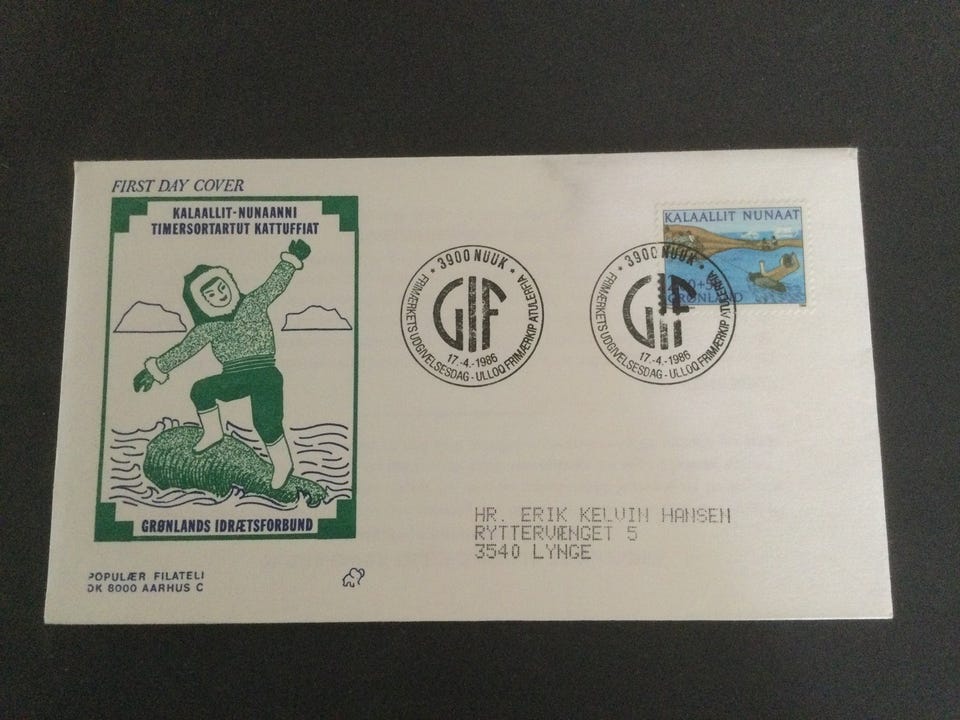 FIRST DAY COVER
KALAALLIT-NUNAANNI
TIMERSORTARTUT KATTUFFIAT
GRØNLANDS IDRÆTSFORBUND
POPULÆR FILATELI
DK 8000 AARHUS C
* 3900 NUUK *
GIF
17.-4.-1986
FRIMÆRKETS UDGIVELSESDAG - ULLOQ FRIMÆRKIP ATULERFIA
KALAALLIT NUNAAT
GRØNLAND
* 3900 NUUK *
GIF
17.-4.-1986
FRIMÆRKETS UDGIVELSESDAG - ULLOQ FRIMÆRKIP ATULERFIA
HR. ERIK KELVIN HANSEN
RYTTERVÆNGET 5
3540 LYNGE